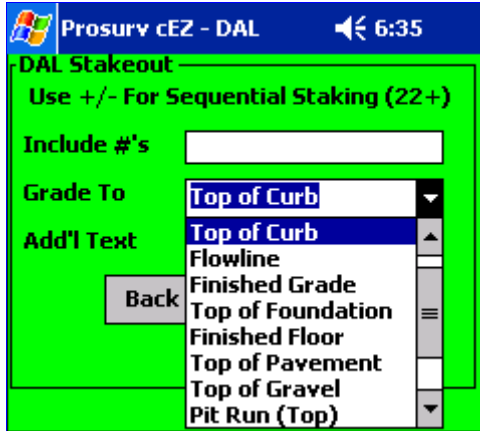 Prosurv cEZ - DAL 6:35
DAL Stakeout
Use +/- For Sequential Staking (22+)
Include #'s
Grade To Top of Curb
Add'l Text
Top of Curb
Flowline
Finished Grade
Top of Foundation
Finished Floor
Top of Pavement
Top of Gravel
Pit Run (Top)
Back